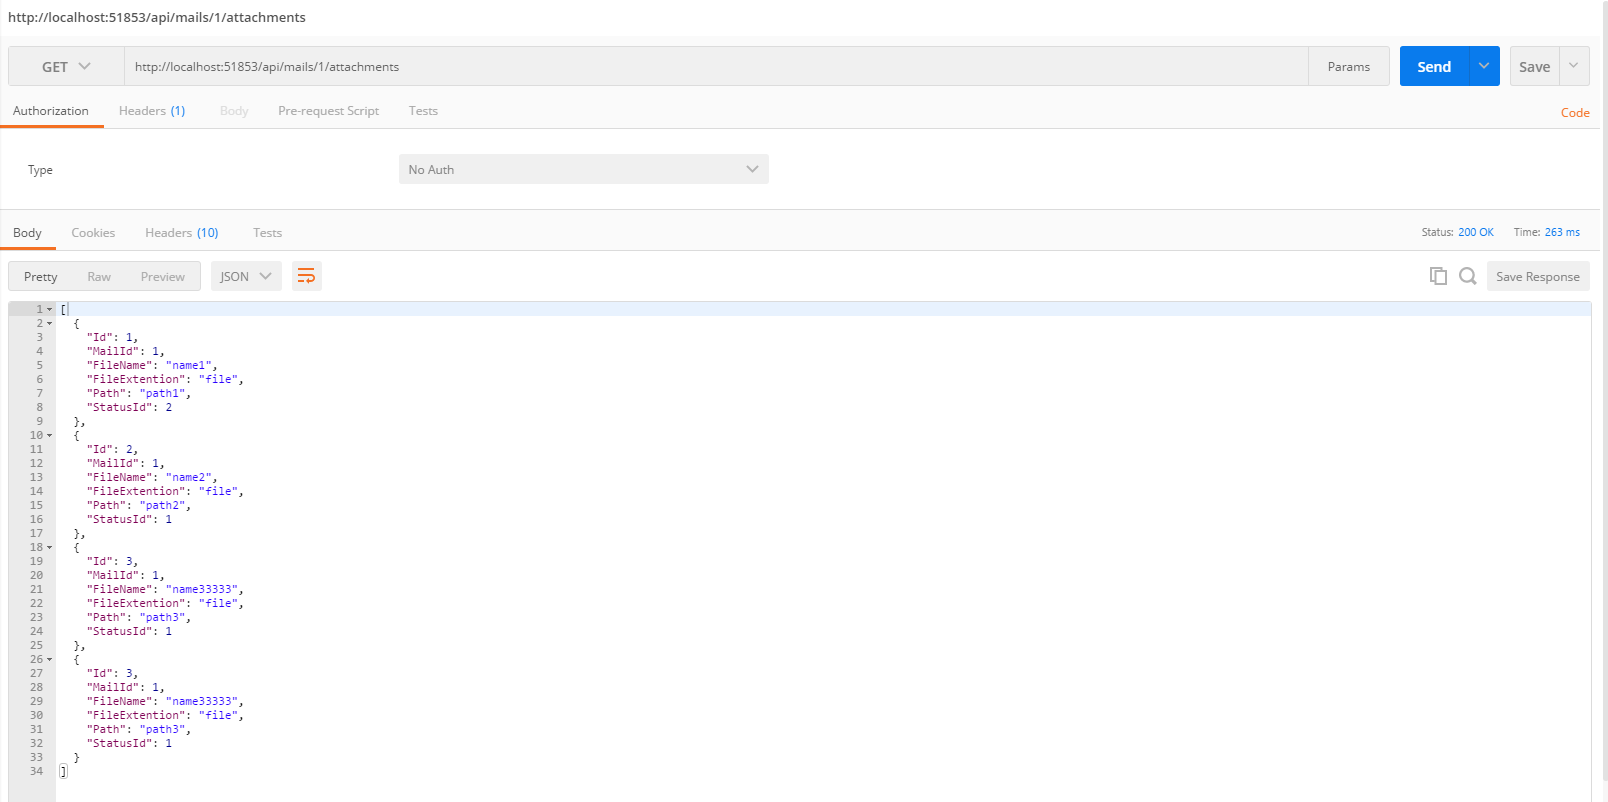 http://localhost:51853/api/mails/1/attachments
GET http://localhost:51853/api/mails/1/attachments Params Send Save
Authorization Headers (1) Body Pre-request Script Tests Code
Type No Auth
Body Cookies Headers (10) Tests Status: 200 OK Time: 263 ms
Pretty Raw Preview JSON Save Response
1 [
2 {
3 "Id": 1,
4 "MailId": 1,
5 "FileName": "name1",
6 "FileExtention": "file",
7 "Path": "path1",
8 "StatusId": 2
9 },
10 {
11 "Id": 2,
12 "MailId": 1,
13 "FileName": "name2",
14 "FileExtention": "file",
15 "Path": "path2",
16 "StatusId": 1
17 },
18 {
19 "Id": 3,
20 "MailId": 1,
21 "FileName": "name33333",
22 "FileExtention": "file",
23 "Path": "path3",
24 "StatusId": 1
25 },
26 {
27 "Id": 3,
28 "MailId": 1,
29 "FileName": "name33333",
30 "FileExtention": "file",
31 "Path": "path3",
32 "StatusId": 1
33 }
34 ]